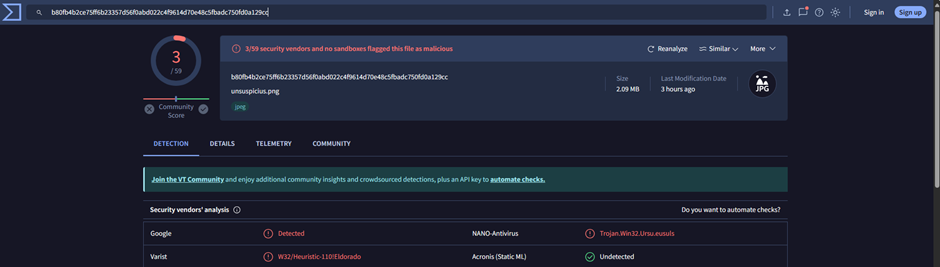 b80fb4b2ce75ff6b23357d56f0abd022c4f9614d70e48c5fbadc750fd0a129cc
Sign in
Sign up
3
/ 59
Community
Score
3/59 security vendors and no sandboxes flagged this file as malicious
Reanalyze
Similar
More
b80fb4b2ce75ff6b23357d56f0abd022c4f9614d70e48c5fbadc750fd0a129cc
unsuspicius.png
jpeg
Size
2.09 MB
Last Modification Date
3 hours ago
JPG
DETECTION
DETAILS
TELEMETRY
COMMUNITY
Join the VT Community and enjoy additional community insights and crowdsourced detections, plus an API key to automate checks.
Security vendors' analysis
Do you want to automate checks?
Google
Detected
NANO-Antivirus
Trojan.Win32.Ursu.eusuls
Varist
W32/Heuristic-110!Eldorado
Acronis (Static ML)
Undetected